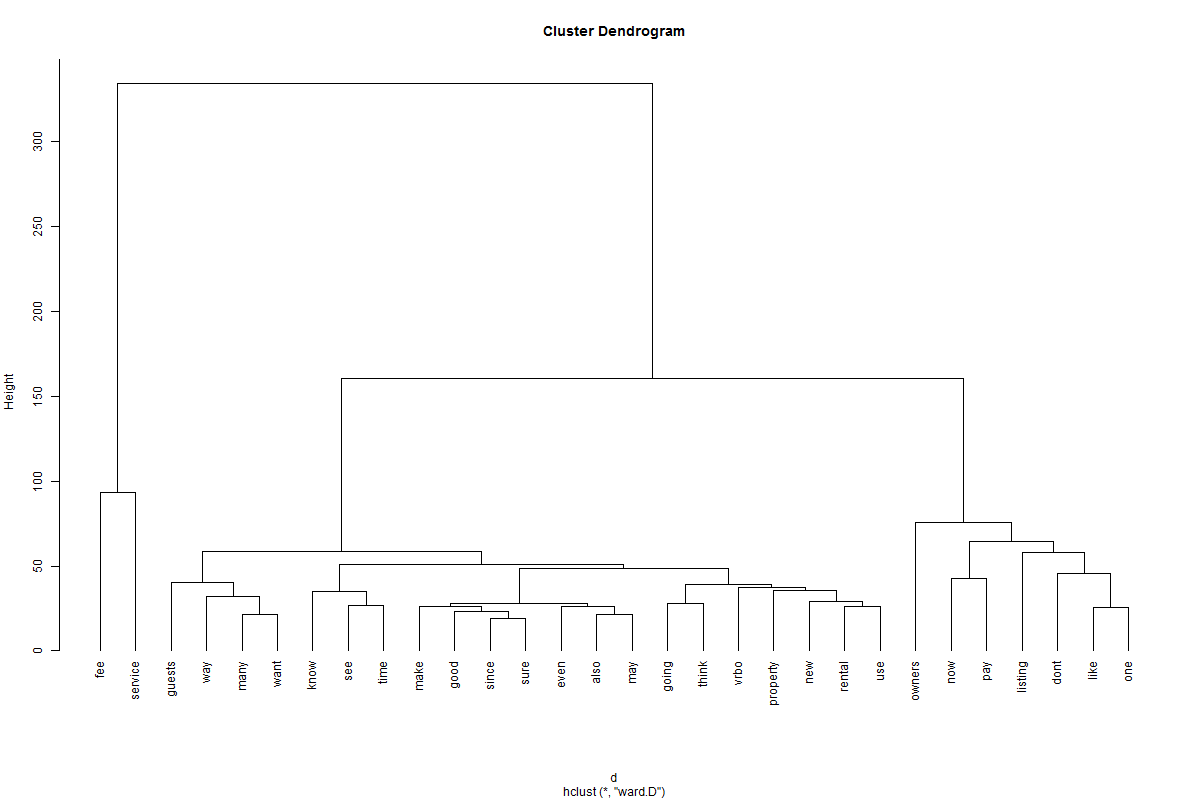 Cluster Dendrogram
Height
300
250
200
150
100
50
0
fee
service
guests
way
many
want
know
see
time
make
good
since
sure
even
also
may
going
think
vrbo
property
new
rental
use
owners
now
pay
listing
dont
like
one
d
hclust (*, "ward.D")